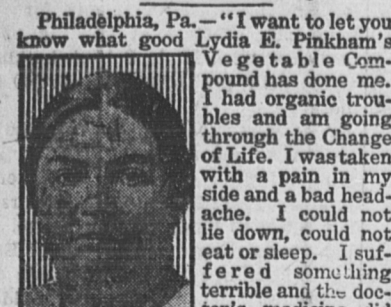 Philadelphia, Pa.—"I want to let you
know what good Lydia E. Pinkham's
Vegetable Com-
pound has done me.
I had organic trou-
bles and am going
through the Change
of Life. I was taken
with a pain in my
side and a bad head-
ache. I could not
lie down, could not
eat or sleep. I suf-
fered something
terrible and the doc-